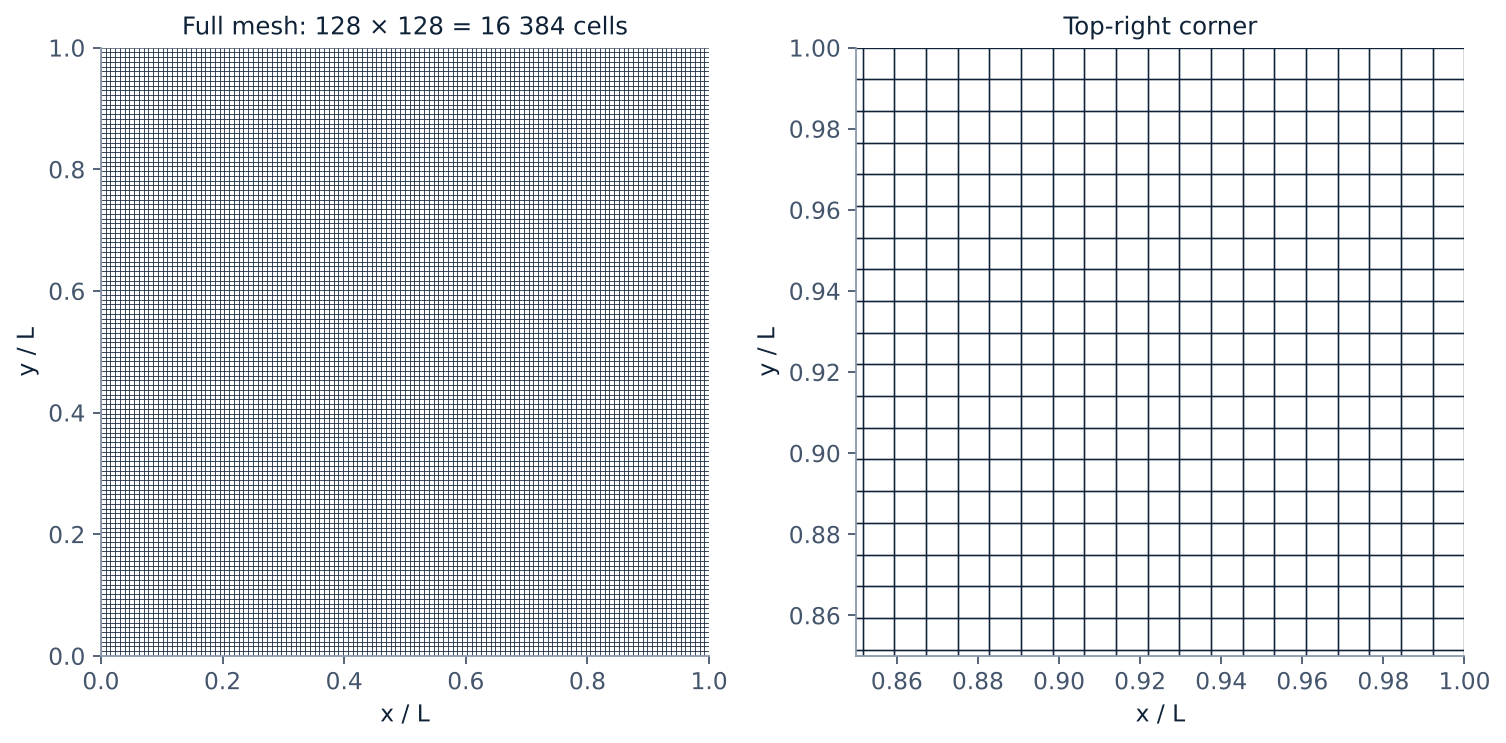 Full mesh: 128 × 128 = 16 384 cells
1.0
0.8
0.6
0.4
0.2
0.0
y / L
0.0 0.2 0.4 0.6 0.8 1.0
x / L
Top-right corner
1.00
0.98
0.96
0.94
0.92
0.90
0.88
0.86
y / L
0.86 0.88 0.90 0.92 0.94 0.96 0.98 1.00
x / L